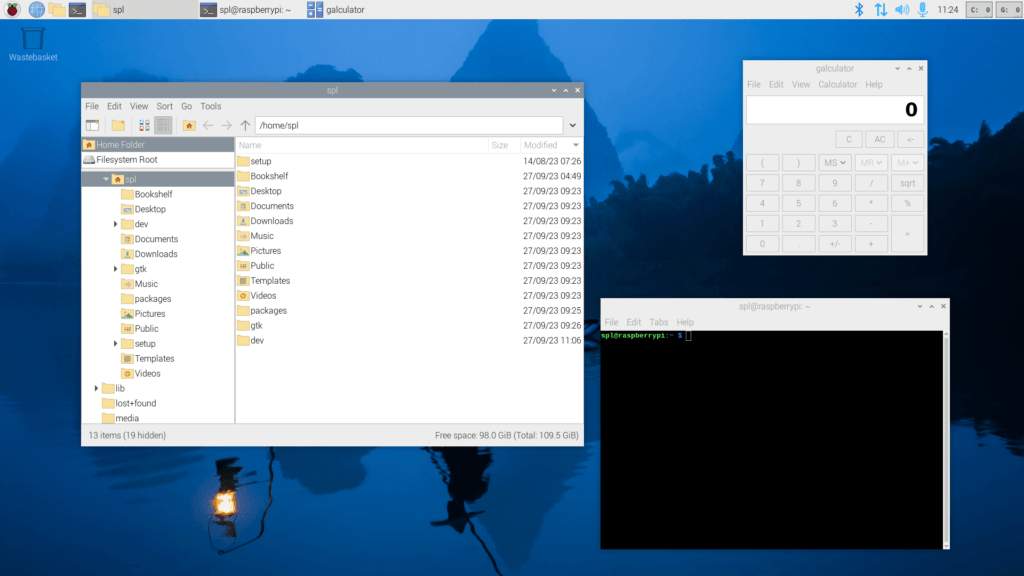 spl
spl@raspberrypi: ~
galculator
11:24
C: 0
G: 0
Wastebasket
spl
File Edit View Sort Go Tools
/home/spl
Home Folder
Filesystem Root
spl
Bookshelf
Desktop
dev
Documents
Downloads
gtk
Music
packages
Pictures
Public
setup
Templates
Videos
lib
lost+found
media
Name Size Modified
setup 14/08/23 07:26
Bookshelf 27/09/23 04:49
Desktop 27/09/23 09:23
Documents 27/09/23 09:23
Downloads 27/09/23 09:23
Music 27/09/23 09:23
Pictures 27/09/23 09:23
Public 27/09/23 09:23
Templates 27/09/23 09:23
Videos 27/09/23 09:23
packages 27/09/23 09:25
gtk 27/09/23 09:26
dev 27/09/23 11:06
13 items (19 hidden) Free space: 98.0 GiB (Total: 109.5 GiB)
galculator
File Edit View Calculator Help
0
C AC <-
( ) MS MR M+
7 8 9 / sqrt
4 5 6 * %
1 2 3 - =
0 . +/- +
spl@raspberrypi: ~
File Edit Tabs Help
spl@raspberrypi:~ $